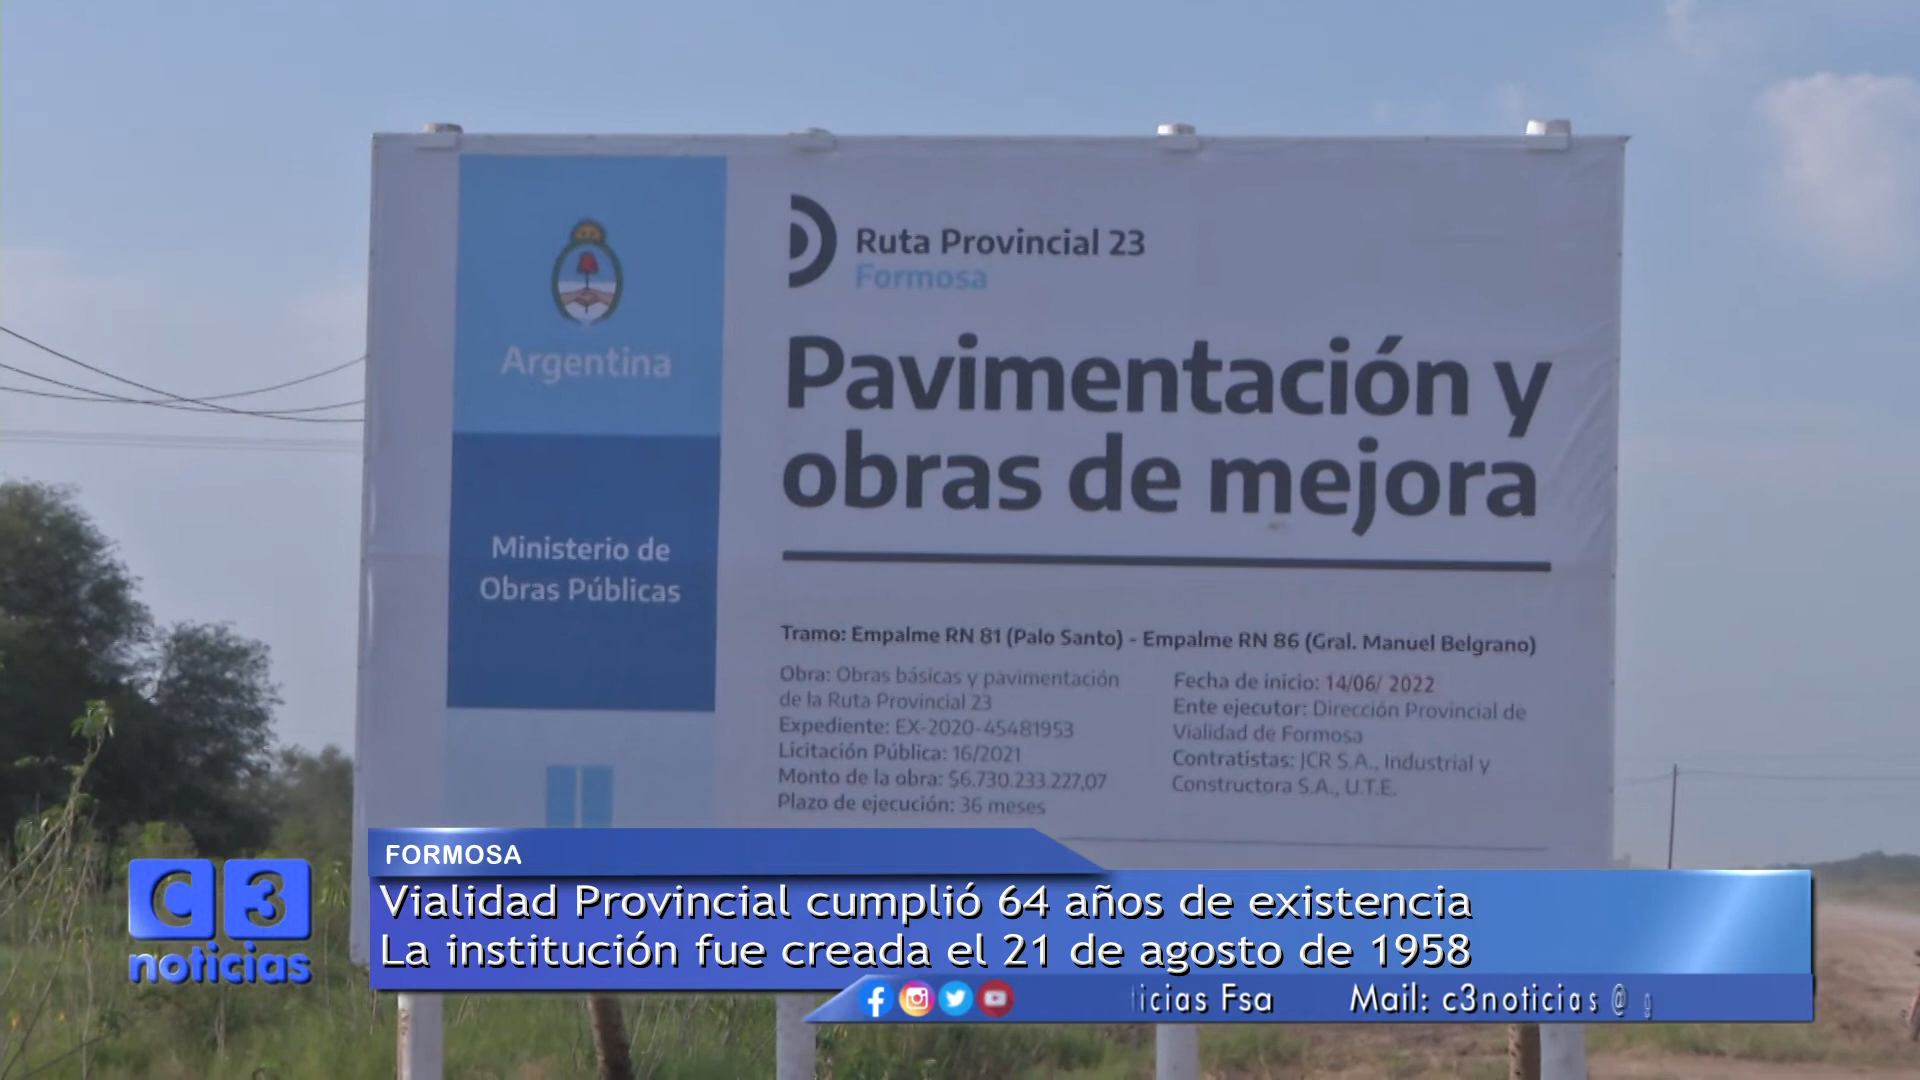 Argentina
Ministerio de
Obras Públicas
Ruta Provincial 23
Formosa
Pavimentación y
obras de mejora
Tramo: Empalme RN 81 (Palo Santo) - Empalme RN 86 (Gral. Manuel Belgrano)
Obra: Obras básicas y pavimentación
de la Ruta Provincial 23
Expediente: EX-2020-45481953
Licitación Pública: 16/2021
Monto de la obra: $6.730.233.227,07
Plazo de ejecución: 36 meses
Fecha de inicio: 14/06/ 2022
Ente ejecutor: Dirección Provincial de
Vialidad de Formosa
Contratistas: JCR S.A., Industrial y
Constructora S.A., U.T.E.
FORMOSA
C3
noticias
Vialidad Provincial cumplió 64 años de existencia
La institución fue creada el 21 de agosto de 1958
Fsa Mail: c3noticias@